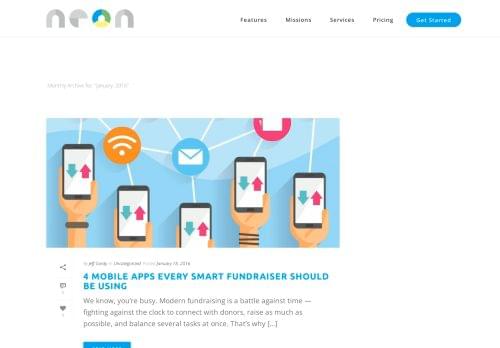 neon
Features Missions Services Pricing Get Started
Monthly Archive for: "January, 2016"
by Jeff Gordy In Uncategorized Posted January 19, 2016
4 MOBILE APPS EVERY SMART FUNDRAISER SHOULD
BE USING
We know, you're busy. Modern fundraising is a battle against time —
fighting against the clock to connect with donors, raise as much as
possible, and balance several tasks at once. That's why [...]